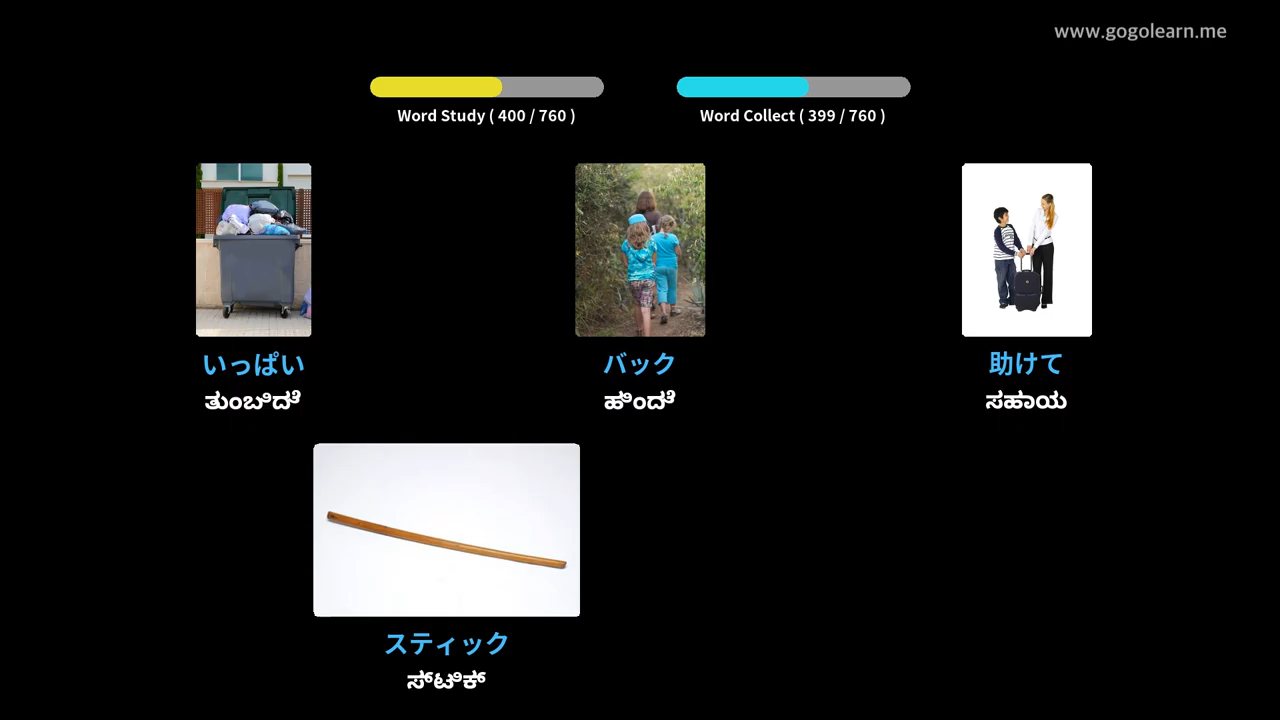 www.gogolearn.me
Word Study ( 400 / 760 )
Word Collect ( 399 / 760 )
いっぱい
バック
助けて
ತುಂಬಿದೆ
ಹಿಂದೆ
ಸಹಾಯ
スティック
ಸ್ಟಿಕ್